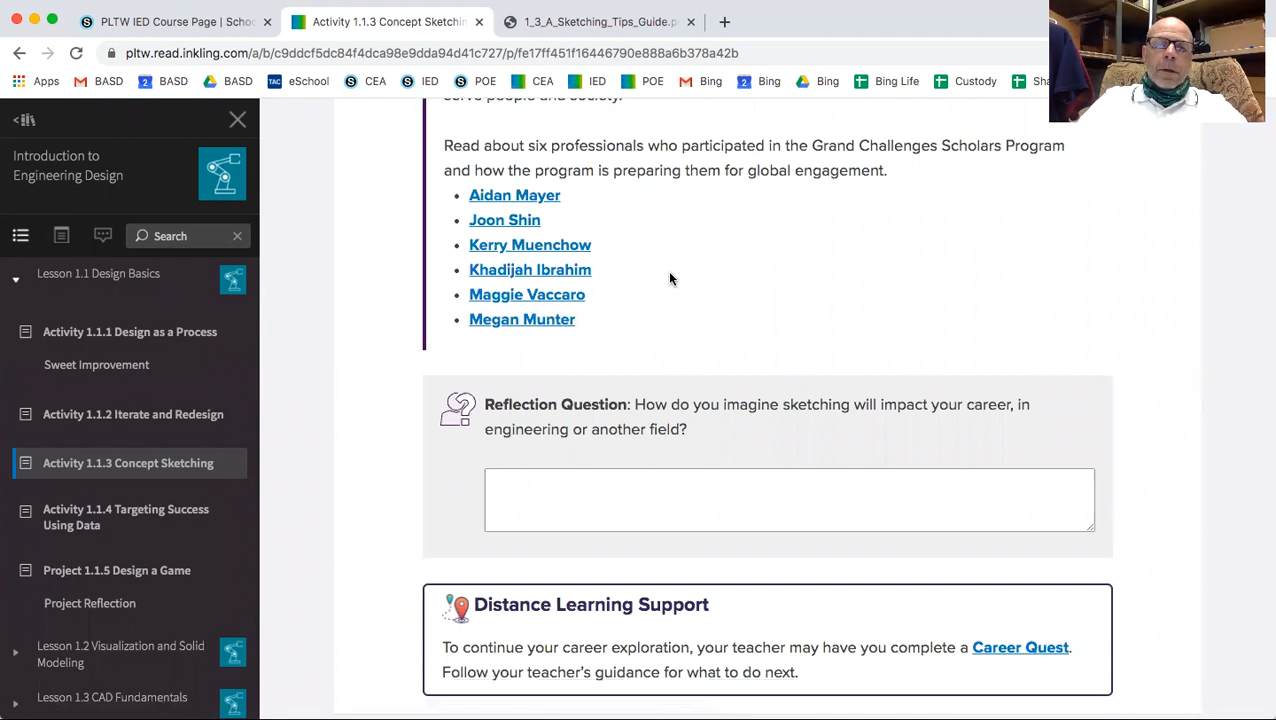 PLTW IED Course Page | Schoo
Activity 1.1.3 Concept Sketchin
1_3_A_Sketching_Tips_Guide.p
pltw.read.inkling.com/a/b/c9ddcf5dc84f4dca98e9dda94d41c727/p/fe17ff451f16446790e888a6b378a42b
Apps BASD BASD BASD eSchool CEA IED POE CEA IED POE Bing Bing Bing Bing Life Custody Sha
Introduction to
Engineering Design
Search
Lesson 1.1 Design Basics
Activity 1.1.1 Design as a Process
Sweet Improvement
Activity 1.1.2 Iterate and Redesign
Activity 1.1.3 Concept Sketching
Activity 1.1.4 Targeting Success
Using Data
Project 1.1.5 Design a Game
Project Reflection
Lesson 1.2 Visualization and Solid
Modeling
Lesson 1.3 CAD Fundamentals
serve people and society.
Read about six professionals who participated in the Grand Challenges Scholars Program
and how the program is preparing them for global engagement.
• Aidan Mayer
• Joon Shin
• Kerry Muenchow
• Khadijah Ibrahim
• Maggie Vaccaro
• Megan Munter
Reflection Question: How do you imagine sketching will impact your career, in
engineering or another field?
Distance Learning Support
To continue your career exploration, your teacher may have you complete a Career Quest.
Follow your teacher's guidance for what to do next.